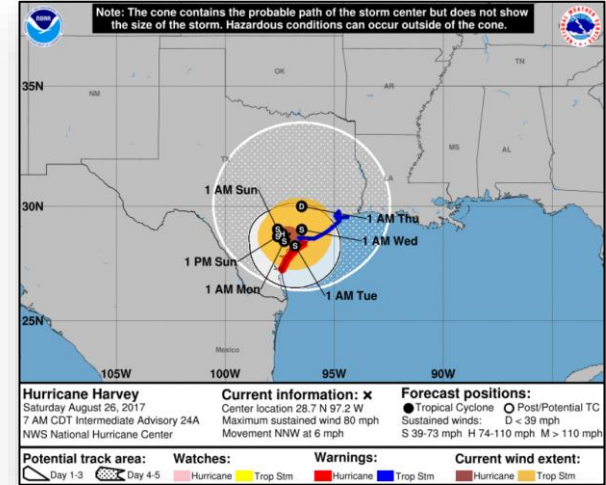 Note: The cone contains the probable path of the storm center but does not show
the size of the storm. Hazardous conditions can occur outside of the cone.
NOAA
NM
OK
AR
TN
MS
AL
TX
LA
Mexico
35N
30N
25N
105W
100W
95W
90W
1 AM Sun
1 PM Sun
1 AM Mon
1 AM Tue
1 AM Wed
1 AM Thu
D
S
S
S
H
S
S
Hurricane Harvey
Saturday August 26, 2017
7 AM CDT Intermediate Advisory 24A
NWS National Hurricane Center
Current information: x
Center location 28.7 N 97.2 W
Maximum sustained wind 80 mph
Movement NNW at 6 mph
Forecast positions:
● Tropical Cyclone ○ Post/Potential TC
Sustained winds: D < 39 mph
S 39-73 mph H 74-110 mph M > 110 mph
Potential track area:
Day 1-3 Day 4-5
Watches:
Hurricane Trop Stm
Warnings:
Hurricane Trop Stm
Current wind extent:
Hurricane Trop Stm